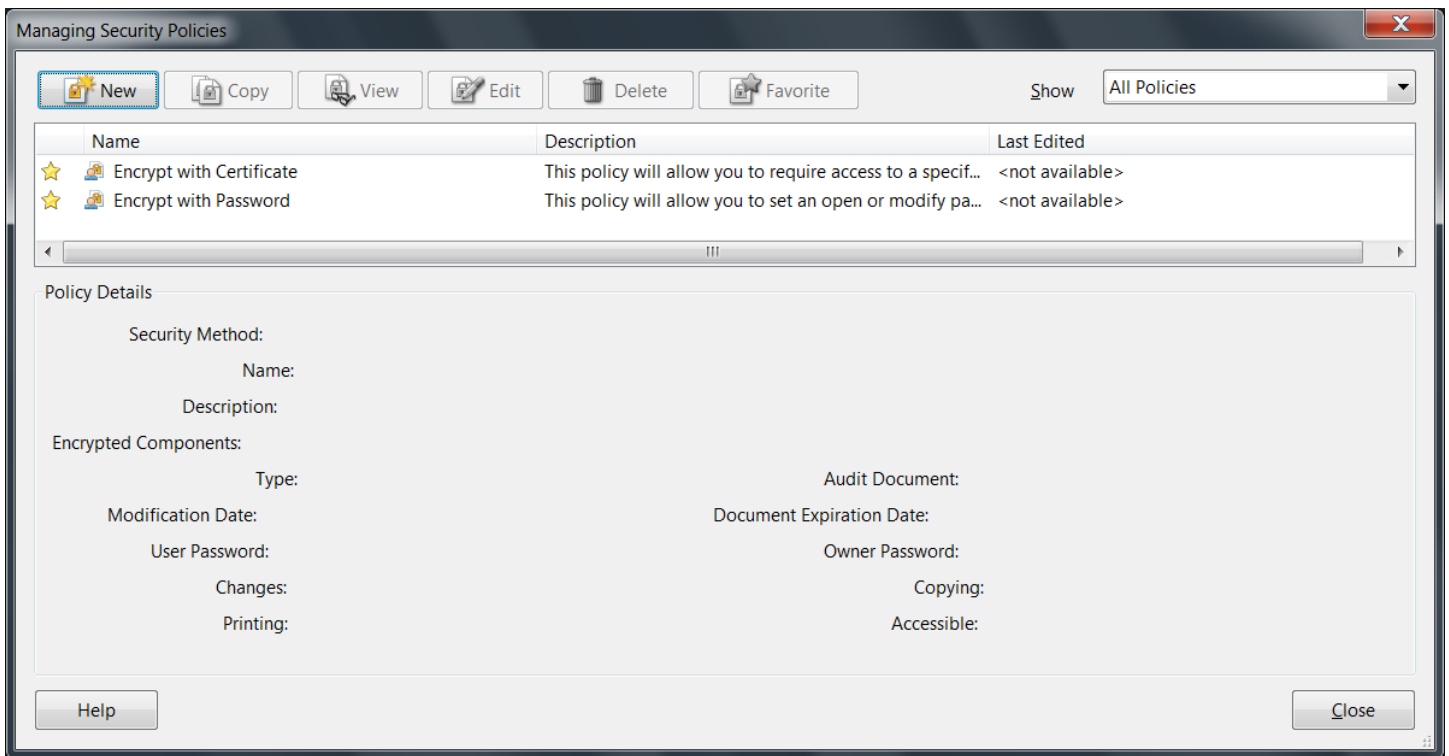 Managing Security Policies
New Copy View Edit Delete Favorite Show All Policies
Name Description Last Edited
Encrypt with Certificate This policy will allow you to require access to a specif... <not available>
Encrypt with Password This policy will allow you to set an open or modify pa... <not available>
Policy Details
Security Method:
Name:
Description:
Encrypted Components:
Type: Audit Document:
Modification Date: Document Expiration Date:
User Password: Owner Password:
Changes: Copying:
Printing: Accessible:
Help Close